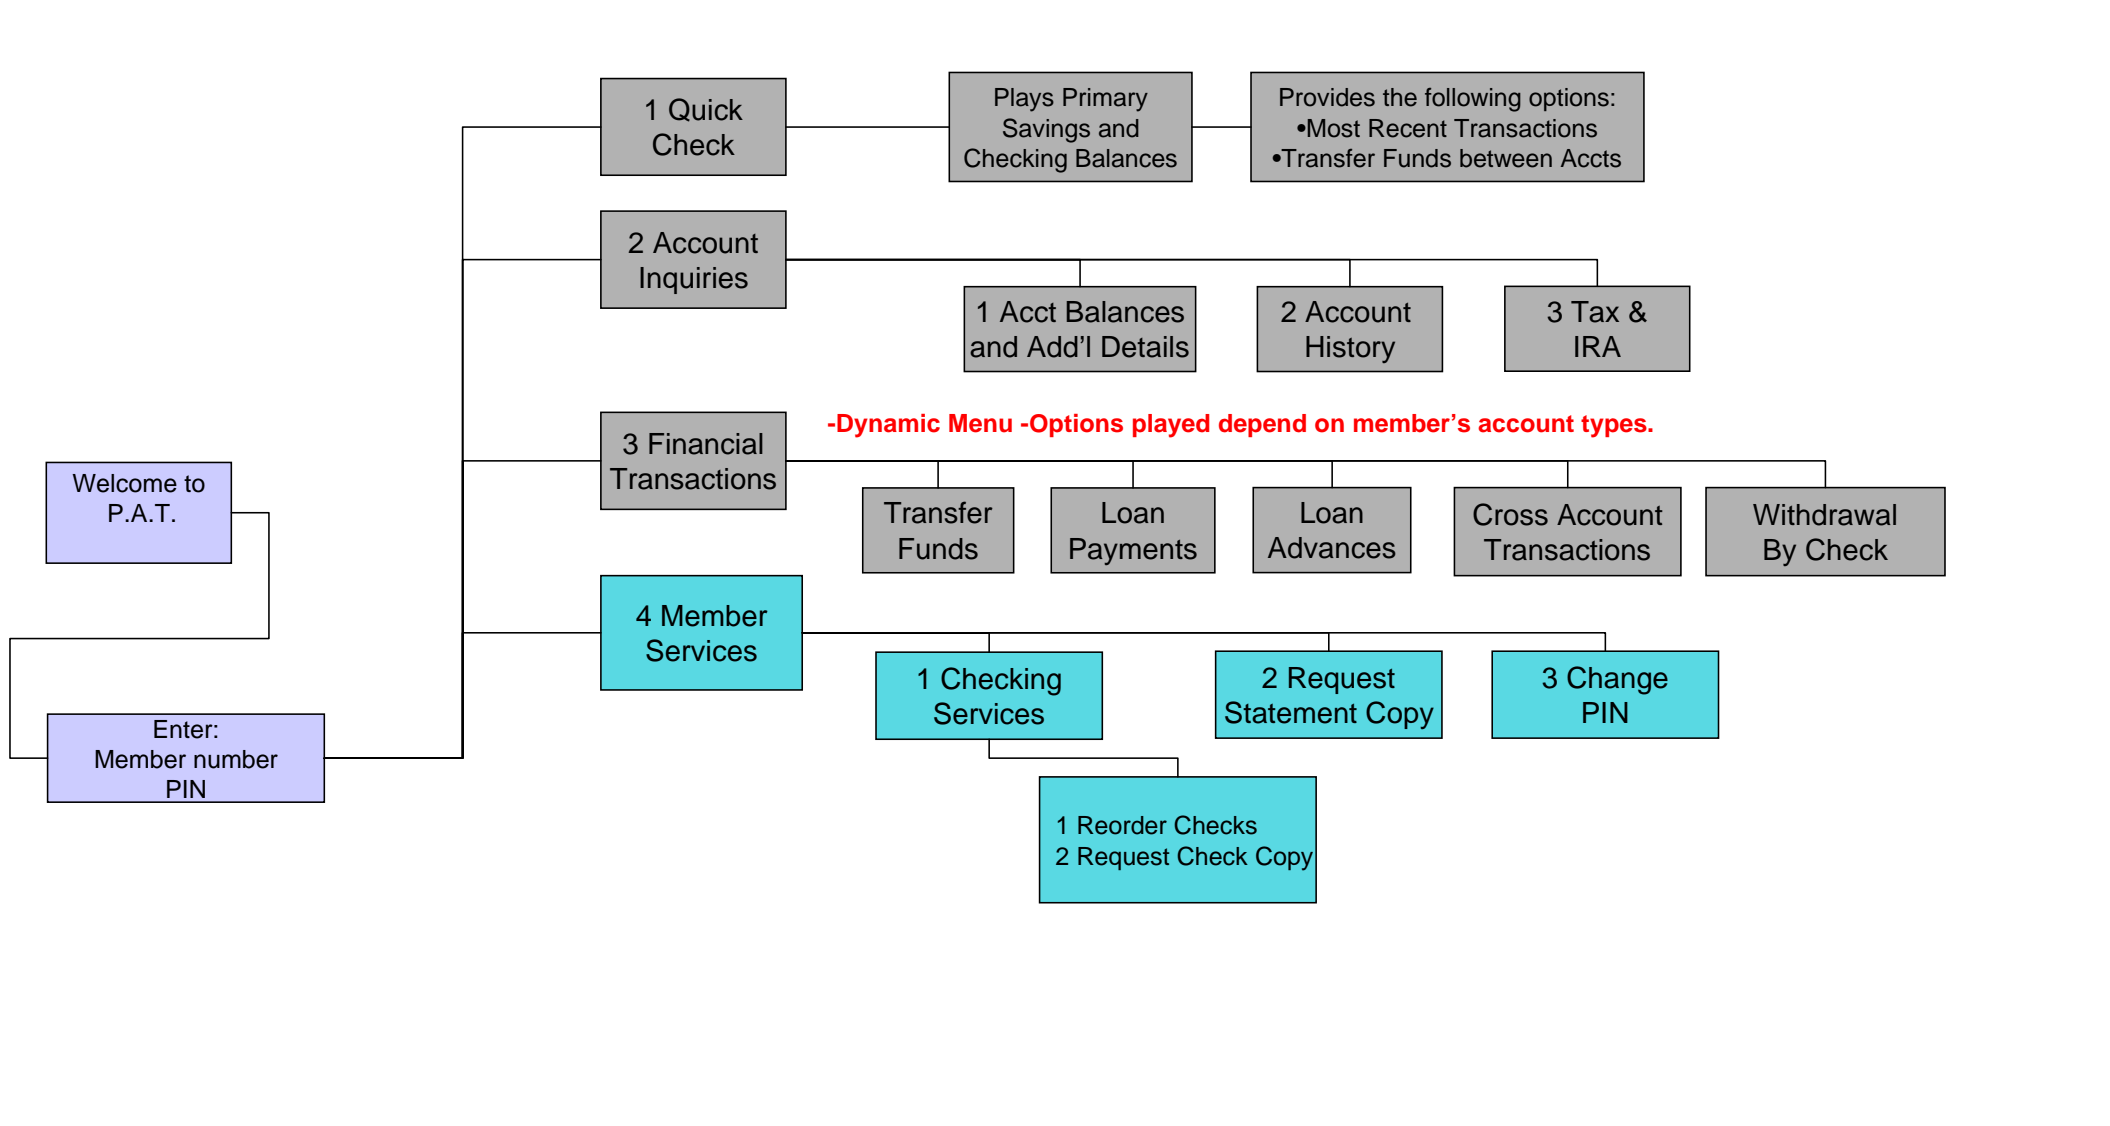 1 Quick
Check
Plays Primary
Savings and
Checking Balances
Provides the following options:
•Most Recent Transactions
•Transfer Funds between Accts
2 Account
Inquiries
1 Acct Balances
and Add’l Details
2 Account
History
3 Tax &
IRA
-Dynamic Menu -Options played depend on member’s account types.
3 Financial
Transactions
Transfer
Funds
Loan
Payments
Loan
Advances
Cross Account
Transactions
Withdrawal
By Check
Welcome to
P.A.T.
4 Member
Services
1 Checking
Services
2 Request
Statement Copy
3 Change
PIN
Enter:
Member number
PIN
1 Reorder Checks
2 Request Check Copy